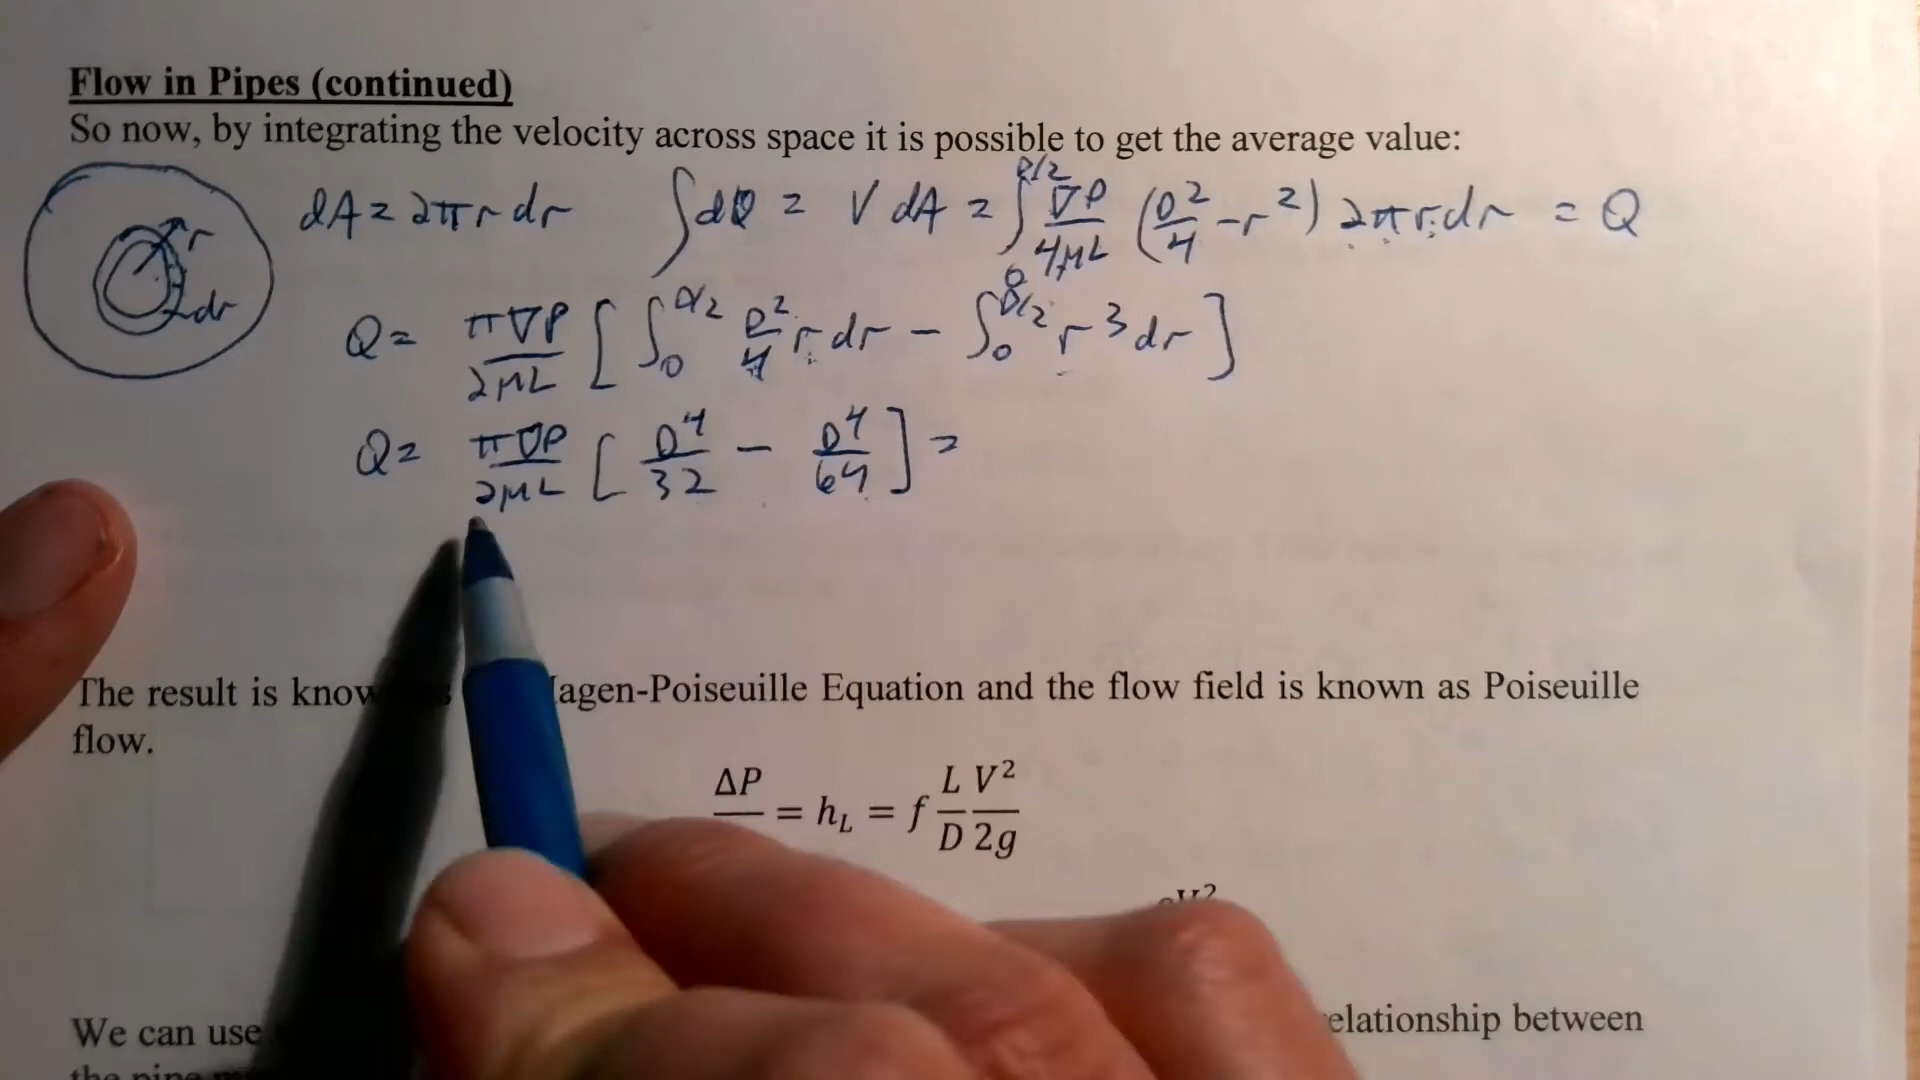 Flow in Pipes (continued)
So now, by integrating the velocity across space it is possible to get the average value:
r
dr
dA = 2πr dr
∫dQ = V dA = ∫₀^(D/2) ∇P/(4μL) (D²/4 - r²) 2πr dr = Q
Q = π∇P/(2μL) [ ∫₀^(D/2) D²/4 r dr - ∫₀^(D/2) r³ dr ]
Q = π∇P/(2μL) [ D⁴/32 - D⁴/64 ] =
The result is Poiseuille Equation and the flow field is known as Poiseuille
flow.
ΔP = h_L = f L/D V²/2g
We can use between